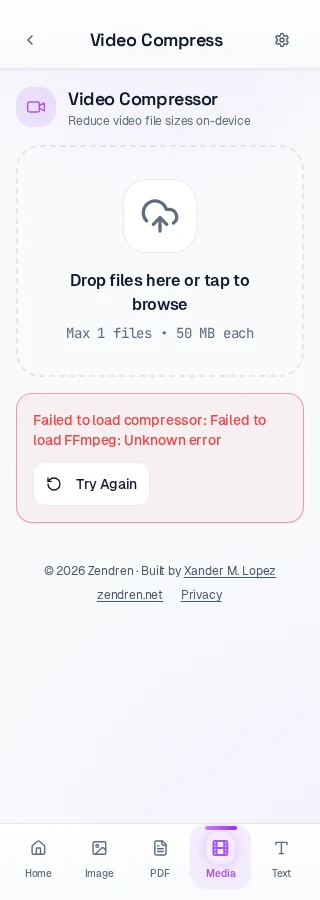 Video Compress
Video Compressor
Reduce video file sizes on-device
Drop files here or tap to
browse
Max 1 files • 50 MB each
Failed to load compressor: Failed to
load FFmpeg: Unknown error
Try Again
© 2026 Zendren · Built by Xander M. Lopez
zendren.net Privacy
Home Image PDF Media Text